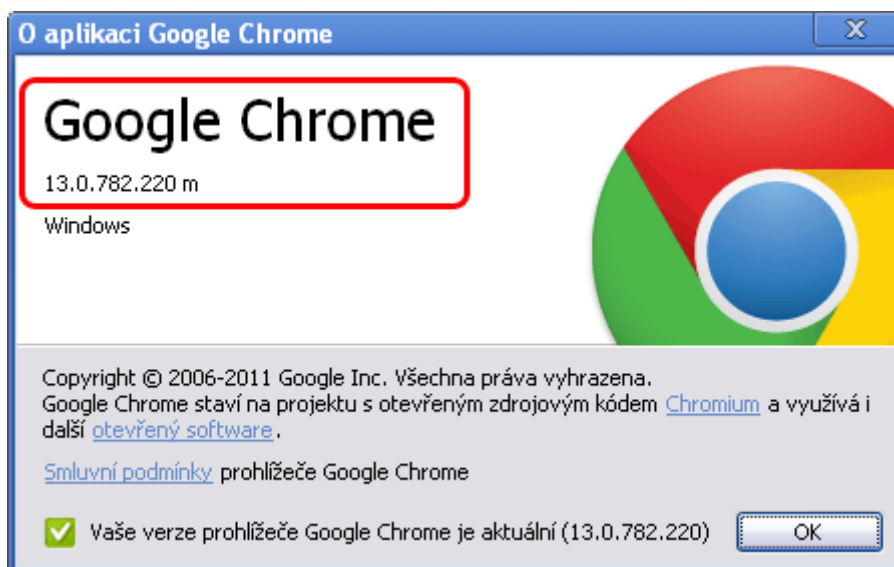 O aplikaci Google Chrome
Google Chrome
13.0.782.220 m
Windows
Copyright © 2006-2011 Google Inc. Všechna práva vyhrazena.
Google Chrome staví na projektu s otevřeným zdrojovým kódem Chromium a využívá i
další otevřený software.
Smluvní podmínky prohlížeče Google Chrome
Vaše verze prohlížeče Google Chrome je aktuální (13.0.782.220)
OK